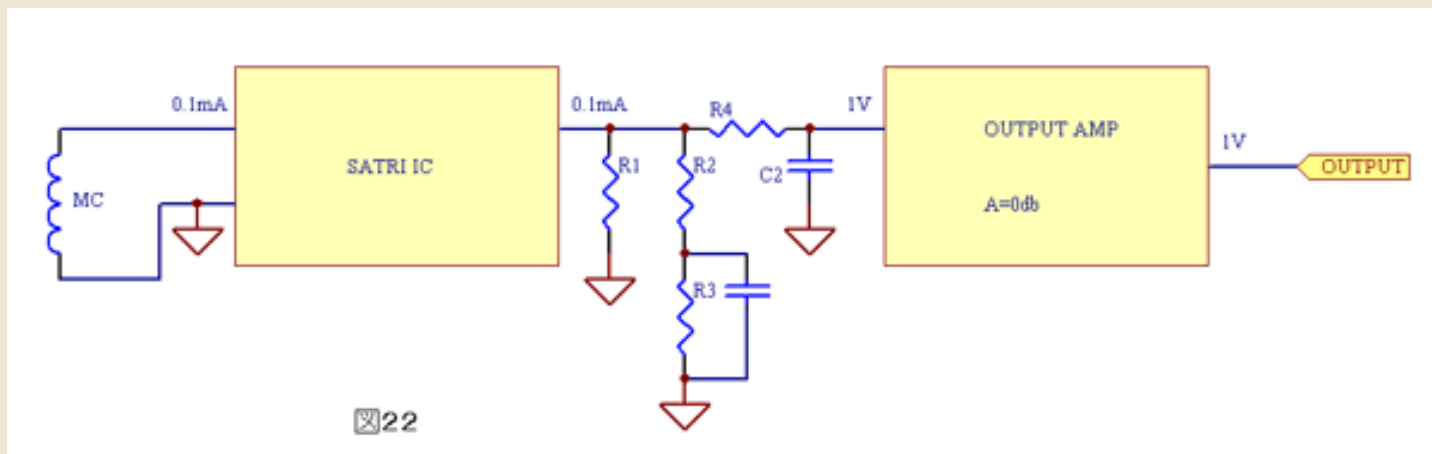 0.1mA
0.1mA
R4
1V
OUTPUT AMP
1V
SATRI IC
R1
R2
C2
OUTPUT
MC
A=0db
R3
図22